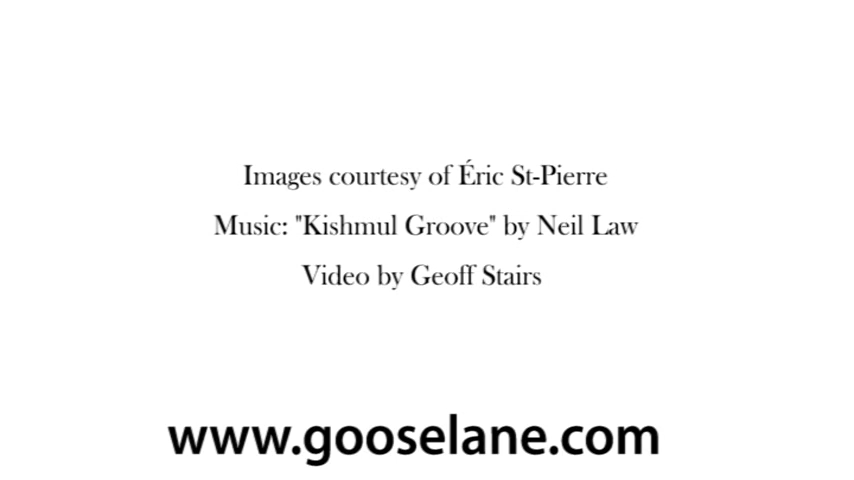 Images courtesy of Éric St-Pierre
Music: "Kishmul Groove" by Neil Law
Video by Geoff Stairs
www.gooselane.com